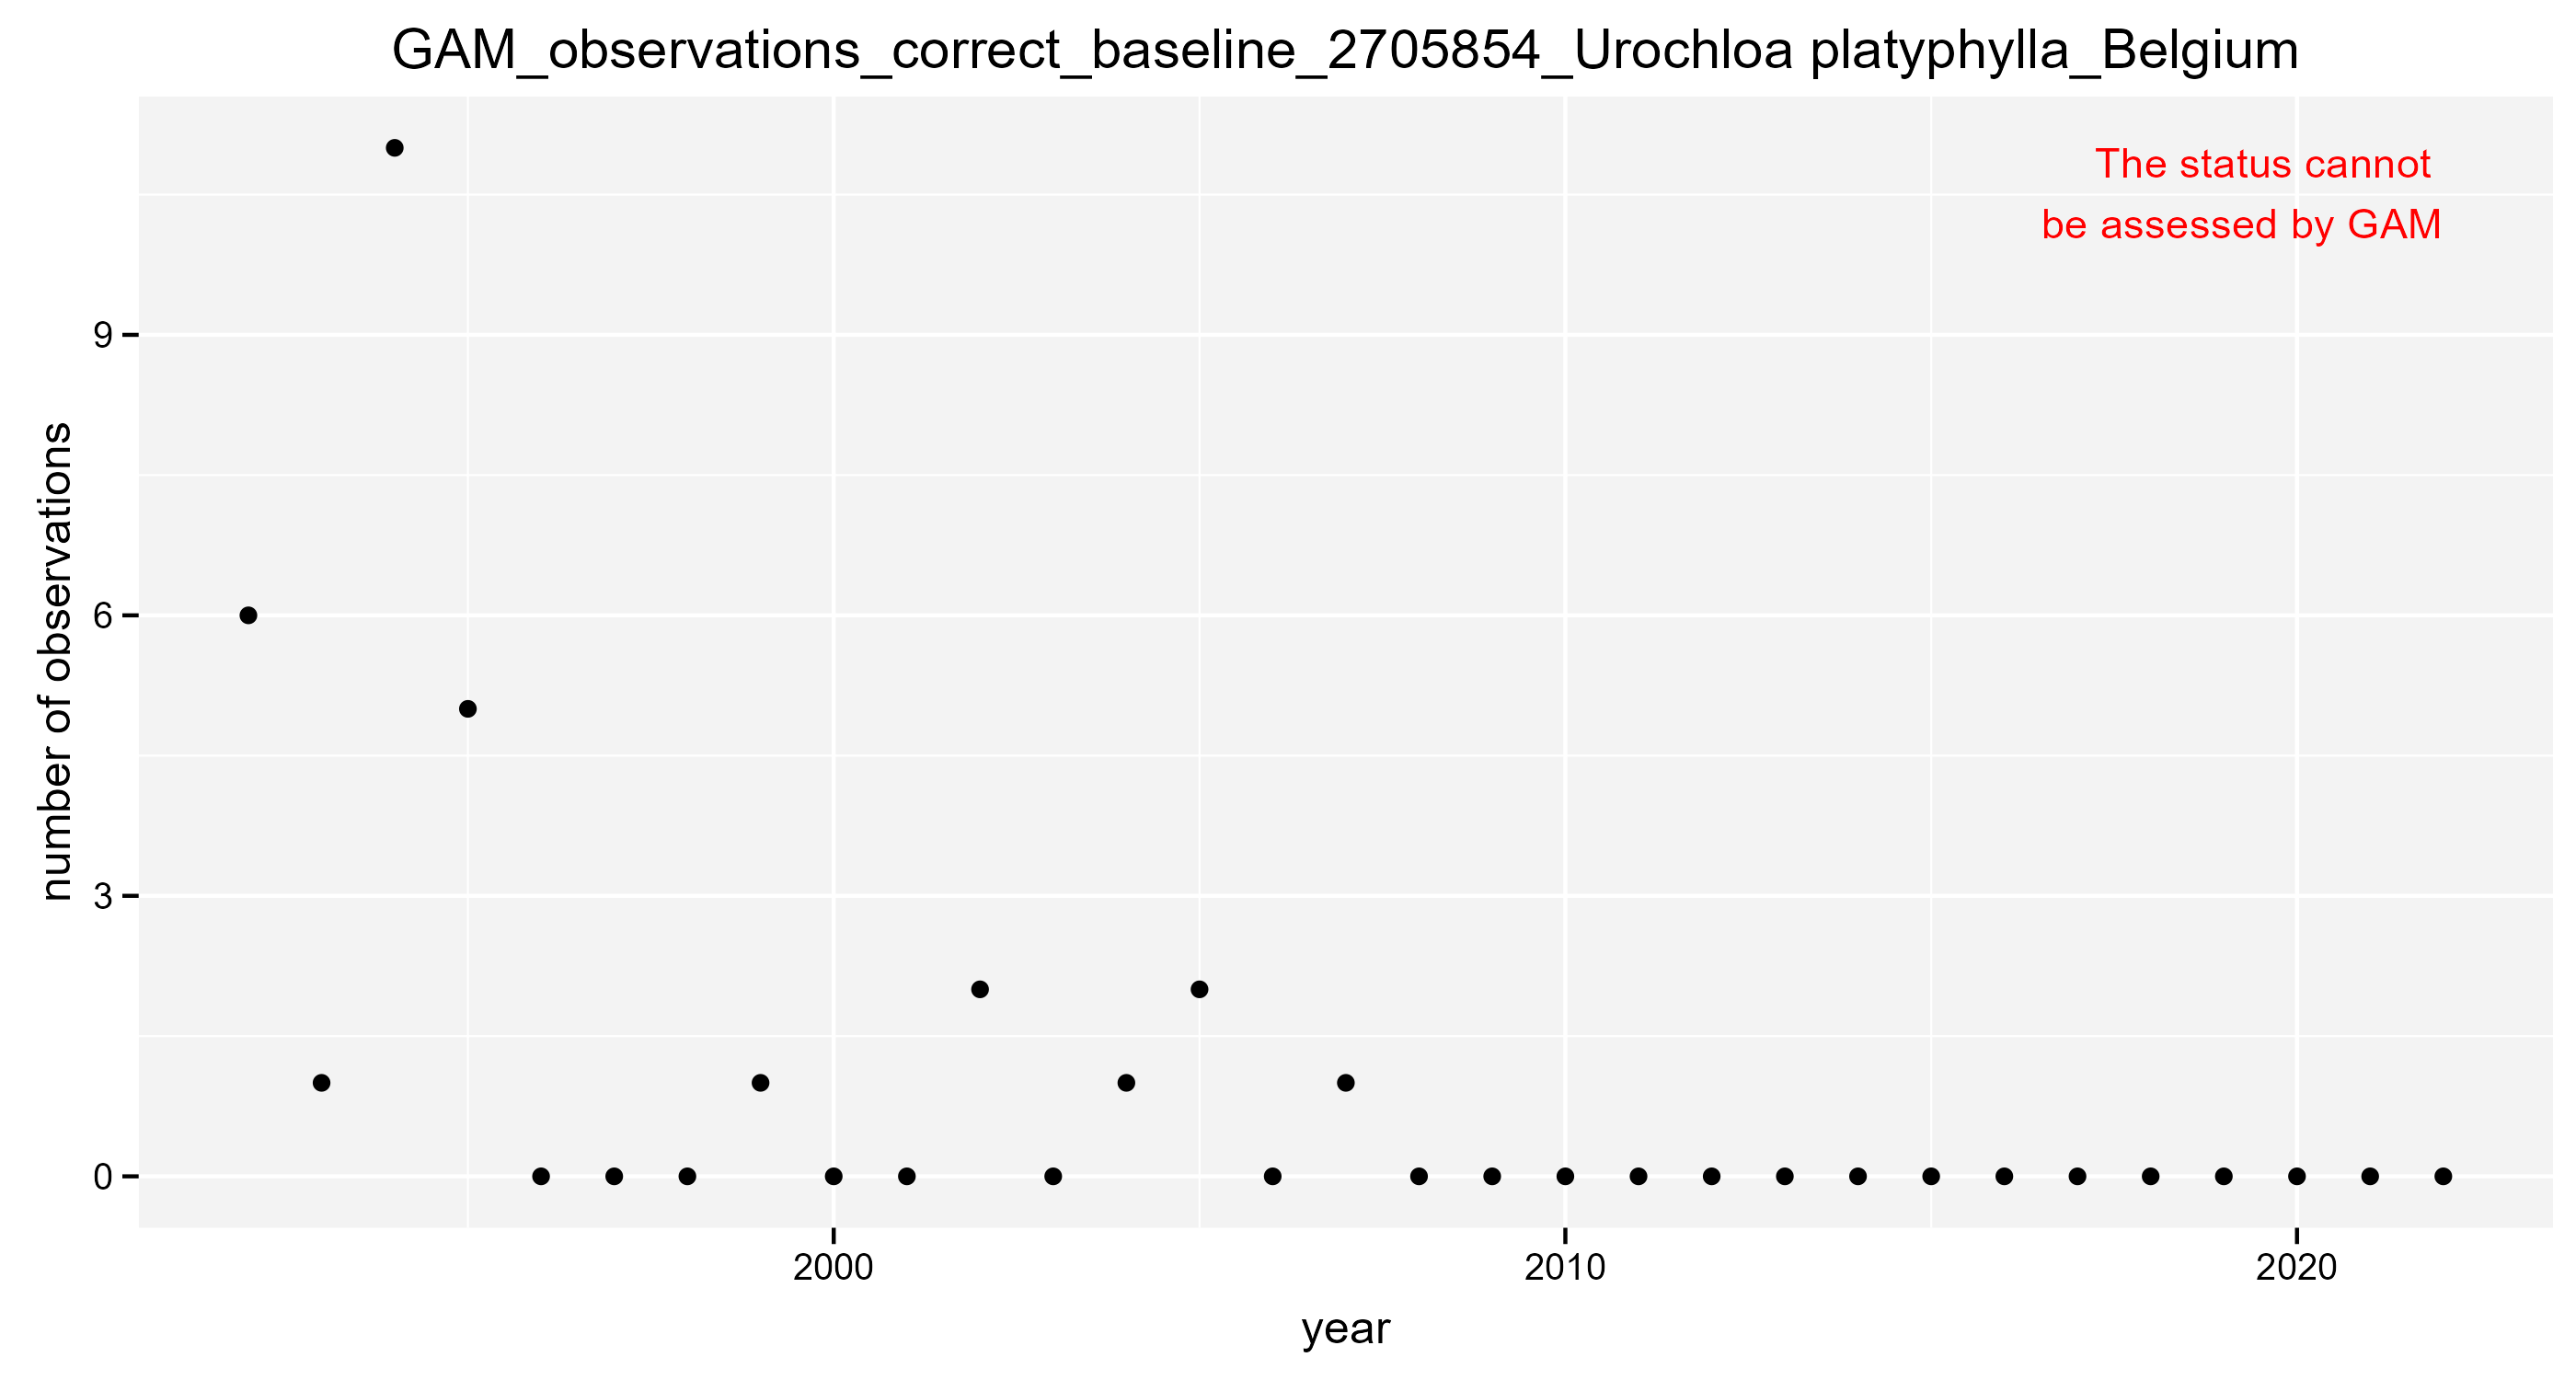 GAM_observations_correct_baseline_2705854_Urochloa platyphylla_Belgium
The status cannot
be assessed by GAM
number of observations
9
6
3
0
2000
2010
2020
year